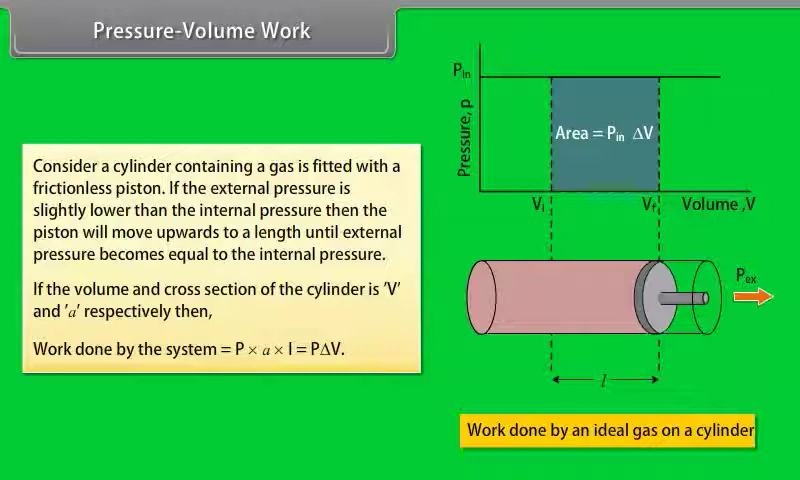 Pressure-Volume Work
Consider a cylinder containing a gas is fitted with a
frictionless piston. If the external pressure is
slightly lower than the internal pressure then the
piston will move upwards to a length until external
pressure becomes equal to the internal pressure.
If the volume and cross section of the cylinder is 'V'
and 'a' respectively then,
Work done by the system = P × a × l = PΔV.
Pin
Pressure, p
Area = Pin ΔV
Vi
Vf
Volume ,V
Pex
l
Work done by an ideal gas on a cylinder